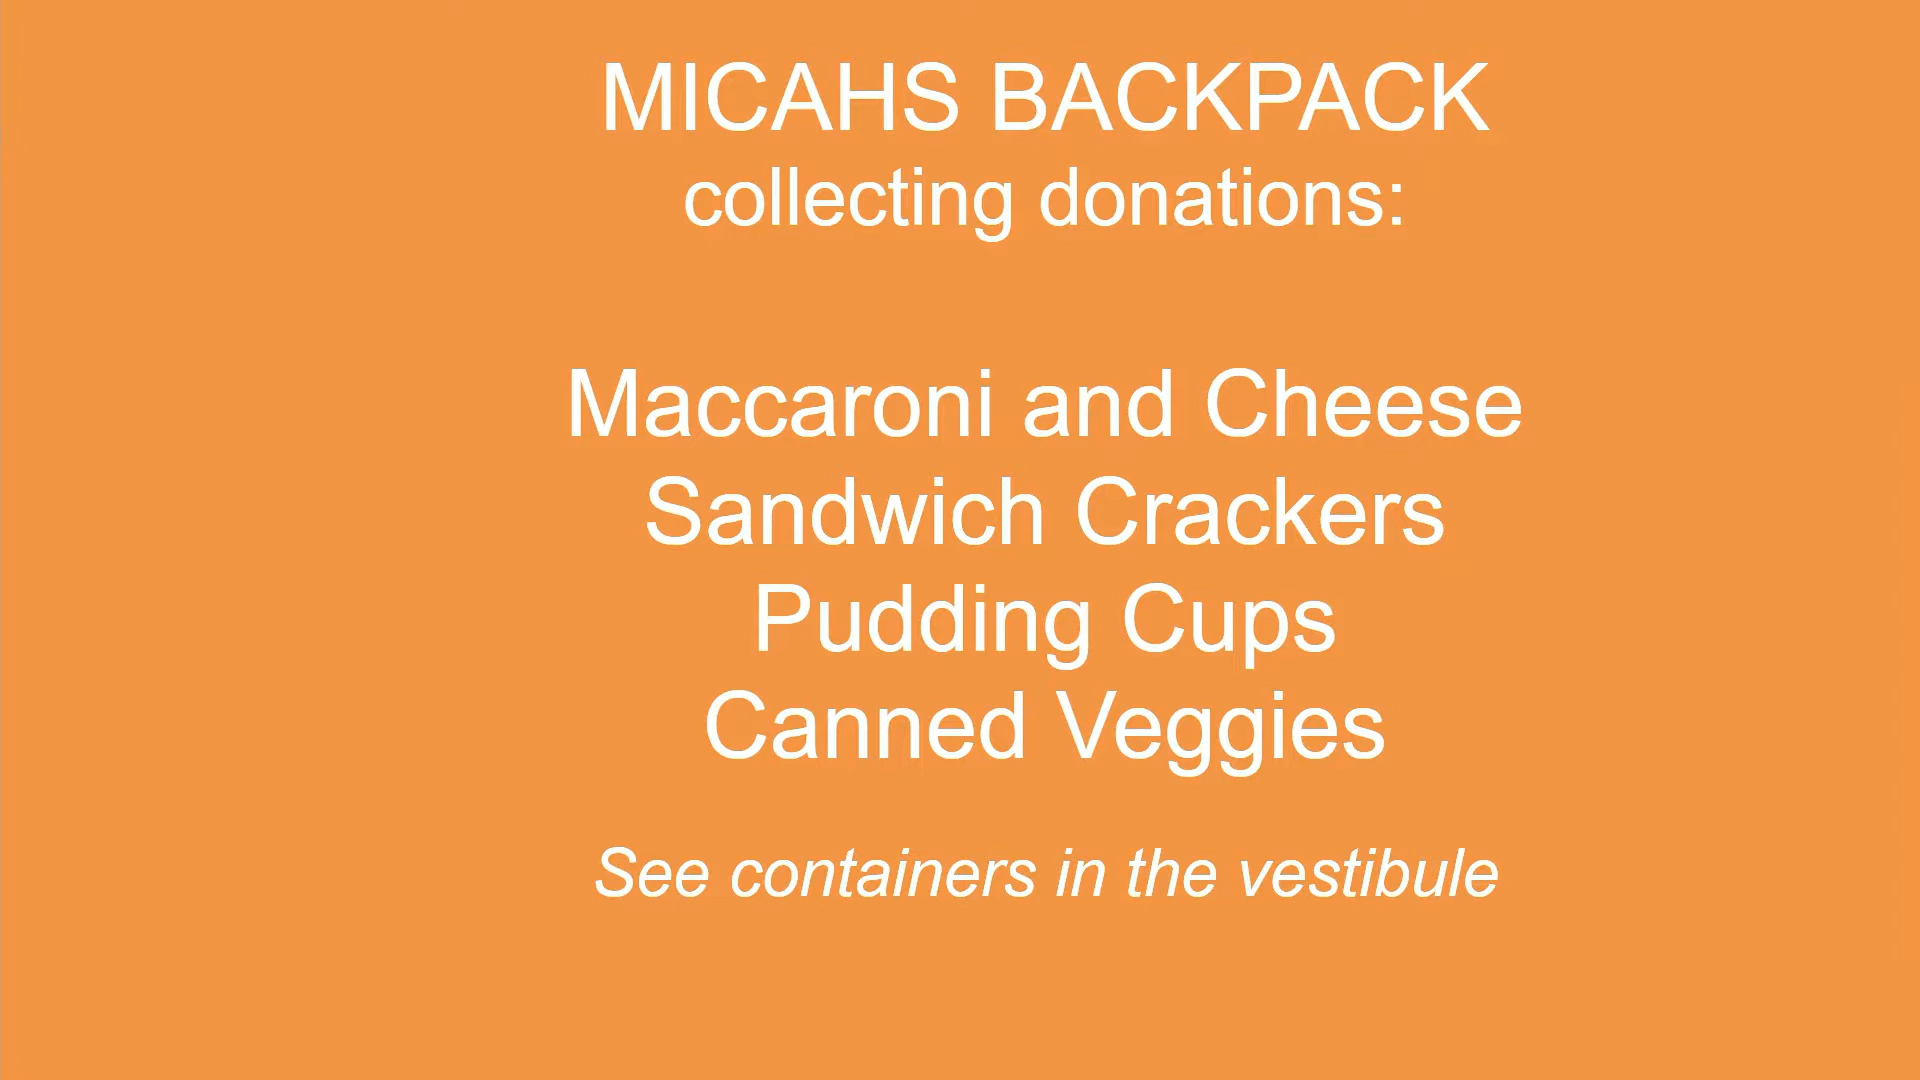 MICAHS BACKPACK
collecting donations:
Maccaroni and Cheese
Sandwich Crackers
Pudding Cups
Canned Veggies
See containers in the vestibule